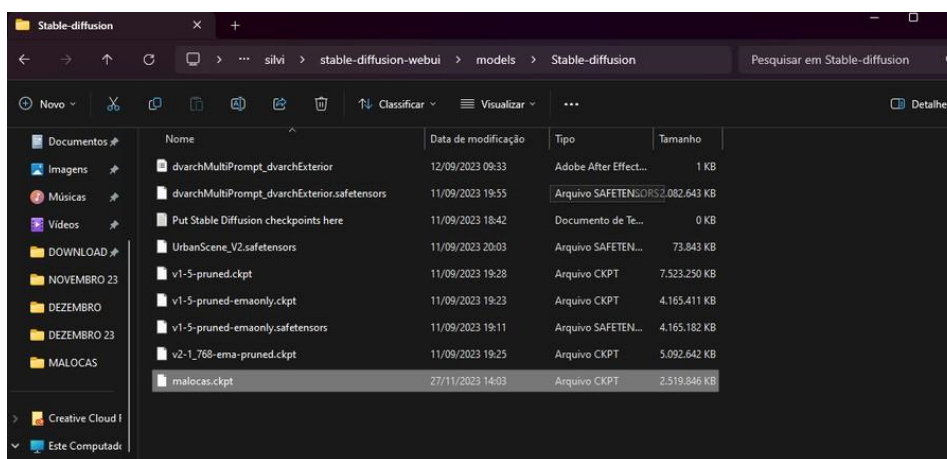 Stable-diffusion
silvi > stable-diffusion-webui > models > Stable-diffusion
Pesquisar em Stable-diffusion
Novo
Classificar
Visualizar
Detalhe
Nome Data de modificação Tipo Tamanho
Documentos
Imagens
Músicas
Vídeos
DOWNLOAD
NOVEMBRO 23
DEZEMBRO
DEZEMBRO 23
MALOCAS
Creative Cloud F
Este Computado
dvarchMultiPrompt_dvarchExterior 12/09/2023 09:33 Adobe After Effect... 1 KB
dvarchMultiPrompt_dvarchExterior.safetensors 11/09/2023 19:55 Arquivo SAFETENSORS 2.082.643 KB
Put Stable Diffusion checkpoints here 11/09/2023 18:42 Documento de Te... 0 KB
UrbanScene_V2.safetensors 11/09/2023 20:03 Arquivo SAFETEN... 73.843 KB
v1-5-pruned.ckpt 11/09/2023 19:28 Arquivo CKPT 7.523.250 KB
v1-5-pruned-emaonly.ckpt 11/09/2023 19:23 Arquivo CKPT 4.165.411 KB
v1-5-pruned-emaonly.safetensors 11/09/2023 19:11 Arquivo SAFETEN... 4.165.182 KB
v2-1_768-ema-pruned.ckpt 11/09/2023 19:25 Arquivo CKPT 5.092.642 KB
malocas.ckpt 27/11/2023 14:03 Arquivo CKPT 2.519.846 KB